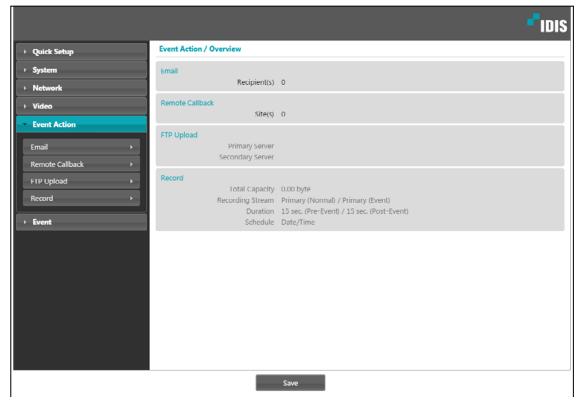 IDIS
Quick Setup
System
Network
Video
Event Action
Email
Remote Callback
FTP Upload
Record
Event
Event Action / Overview
Email
Recipient(s) 0
Remote Callback
Site(s) 0
FTP Upload
Primary Server
Secondary Server
Record
Total Capacity 0.00 byte
Recording Stream Primary (Normal) / Primary (Event)
Duration 15 sec. (Pre-Event) / 15 sec. (Post-Event)
Schedule Date/Time
Save